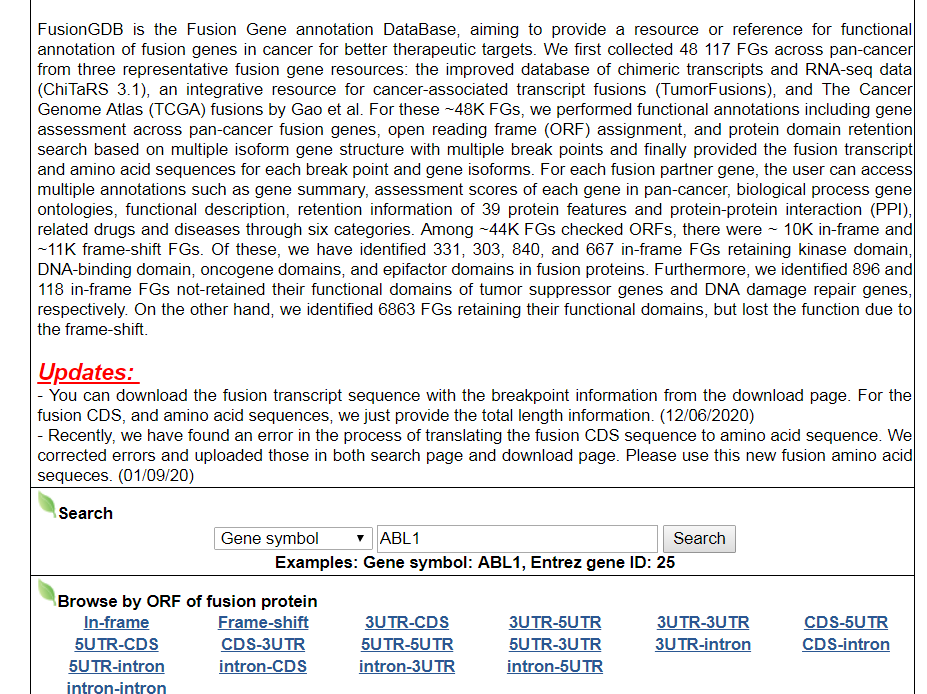 FusionGDB is the Fusion Gene annotation DataBase, aiming to provide a resource or reference for functional
annotation of fusion genes in cancer for better therapeutic targets. We first collected 48 117 FGs across pan-cancer
from three representative fusion gene resources: the improved database of chimeric transcripts and RNA-seq data
(ChiTaRS 3.1), an integrative resource for cancer-associated transcript fusions (TumorFusions), and The Cancer
Genome Atlas (TCGA) fusions by Gao et al. For these ~48K FGs, we performed functional annotations including gene
assessment across pan-cancer fusion genes, open reading frame (ORF) assignment, and protein domain retention
search based on multiple isoform gene structure with multiple break points and finally provided the fusion transcript
and amino acid sequences for each break point and gene isoforms. For each fusion partner gene, the user can access
multiple annotations such as gene summary, assessment scores of each gene in pan-cancer, biological process gene
ontologies, functional description, retention information of 39 protein features and protein-protein interaction (PPI),
related drugs and diseases through six categories. Among ~44K FGs checked ORFs, there were ~ 10K in-frame and
~11K frame-shift FGs. Of these, we have identified 331, 303, 840, and 667 in-frame FGs retaining kinase domain,
DNA-binding domain, oncogene domains, and epifactor domains in fusion proteins. Furthermore, we identified 896 and
118 in-frame FGs not-retained their functional domains of tumor suppressor genes and DNA damage repair genes,
respectively. On the other hand, we identified 6863 FGs retaining their functional domains, but lost the function due to
the frame-shift.
Updates:
- You can download the fusion transcript sequence with the breakpoint information from the download page. For the
fusion CDS, and amino acid sequences, we just provide the total length information. (12/06/2020)
- Recently, we have found an error in the process of translating the fusion CDS sequence to amino acid sequence. We
corrected errors and uploaded those in both search page and download page. Please use this new fusion amino acid
sequeces. (01/09/20)
Search
Gene symbol ABL1 Search
Examples: Gene symbol: ABL1, Entrez gene ID: 25
Browse by ORF of fusion protein
In-frame Frame-shift 3UTR-CDS 3UTR-5UTR 3UTR-3UTR CDS-5UTR
5UTR-CDS CDS-3UTR 5UTR-5UTR 5UTR-3UTR 3UTR-intron CDS-intron
5UTR-intron intron-CDS intron-3UTR intron-5UTR
intron-intron